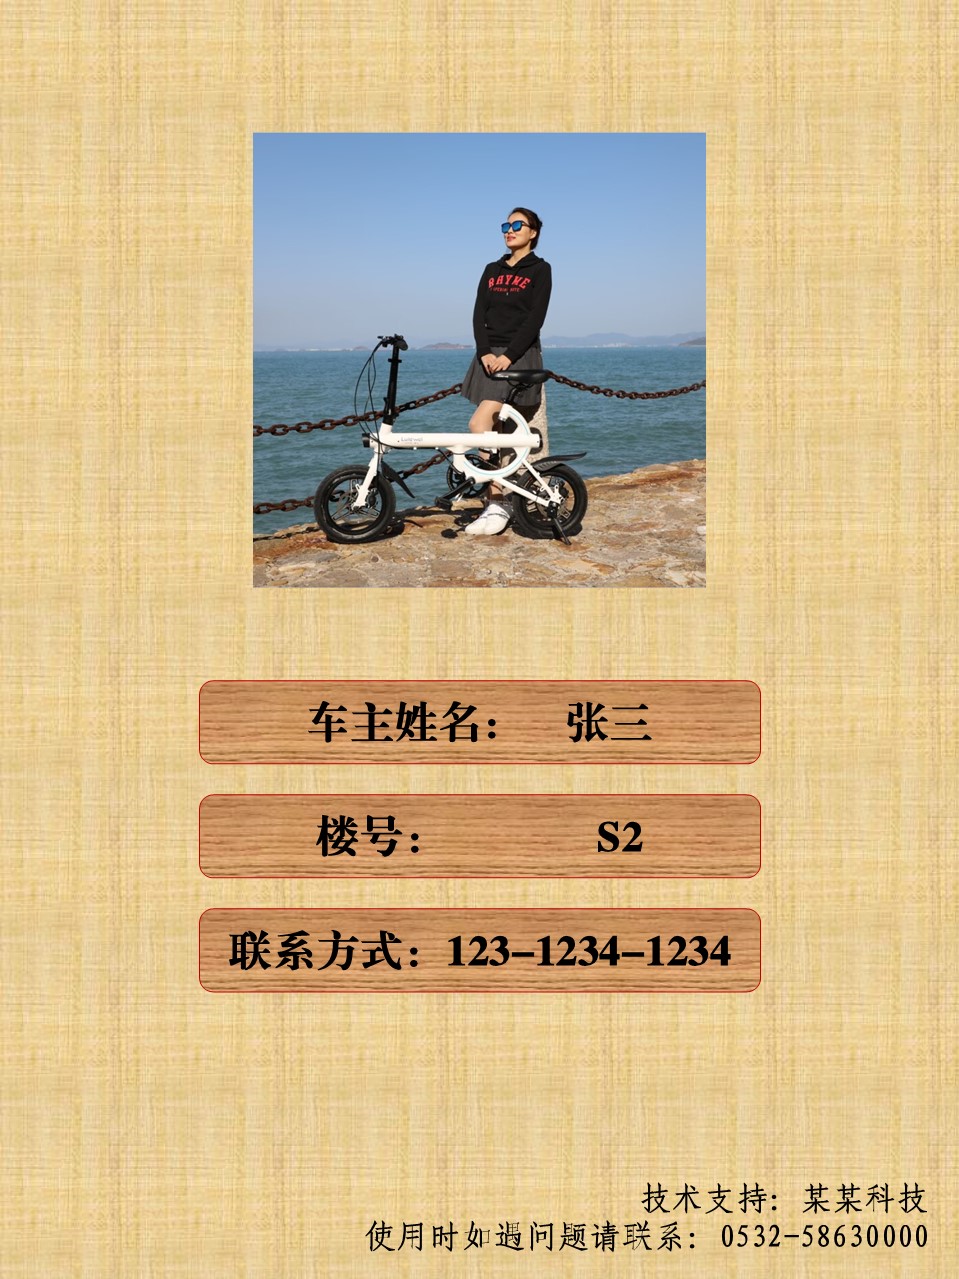 RHYME
车主姓名： 张三
楼号： S2
联系方式：123-1234-1234
技术支持：某某科技
使用时如遇问题请联系：0532-58630000